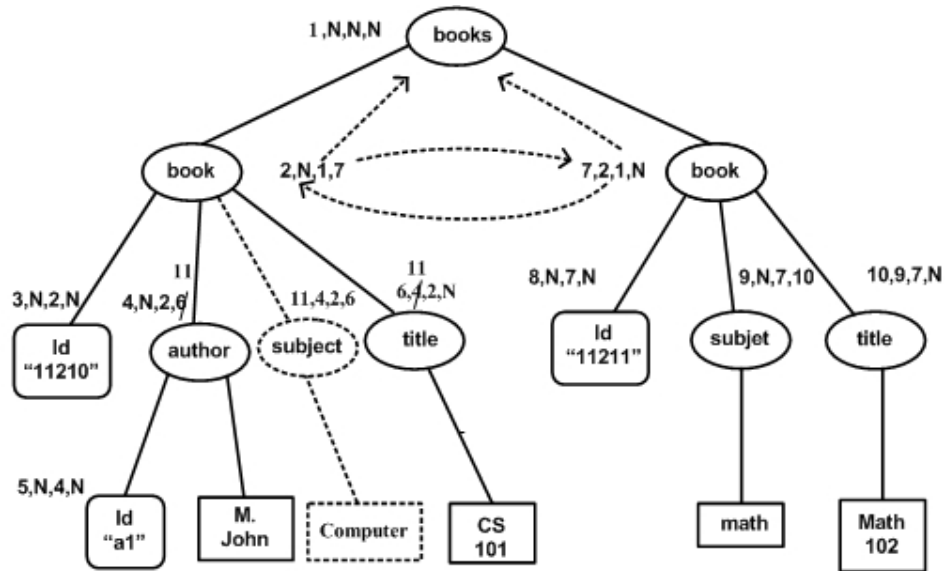 1,N,N,N
books
book
2,N,1,7
7,2,1,N
book
11
11
3,N,2,N
4,N,2,6
11,4,2,6
6,4,2,N
8,N,7,N
9,N,7,10
10,9,7,N
Id
"11210"
author
subject
title
Id
"11211"
subjet
title
5,N,4,N
Id
"a1"
M.
John
Computer
CS
101
math
Math
102